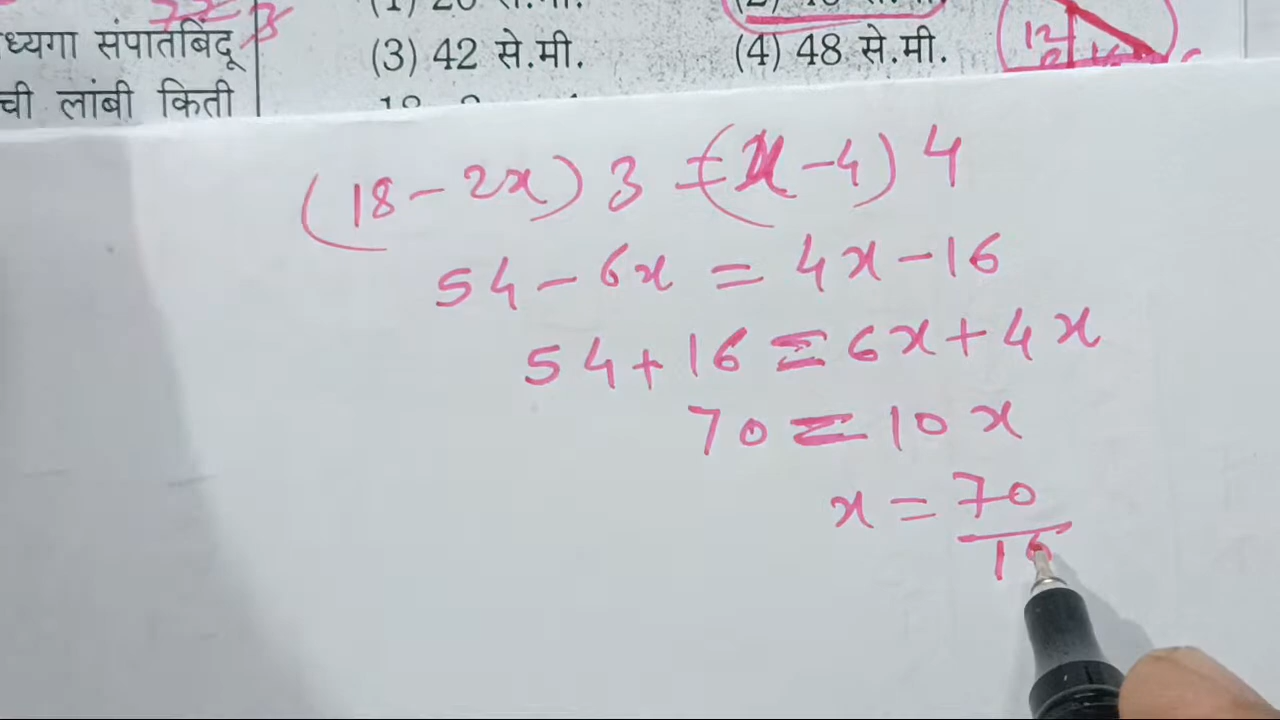 ध्यगा संपातबिंदू
ची लांबी किती
(3) 42 से.मी.
(4) 48 से.मी.
12
(18-2x) 3 = (x-4) 4
54-6x = 4x-16
54+16 = 6x+4x
70 = 10x
x = 70
10